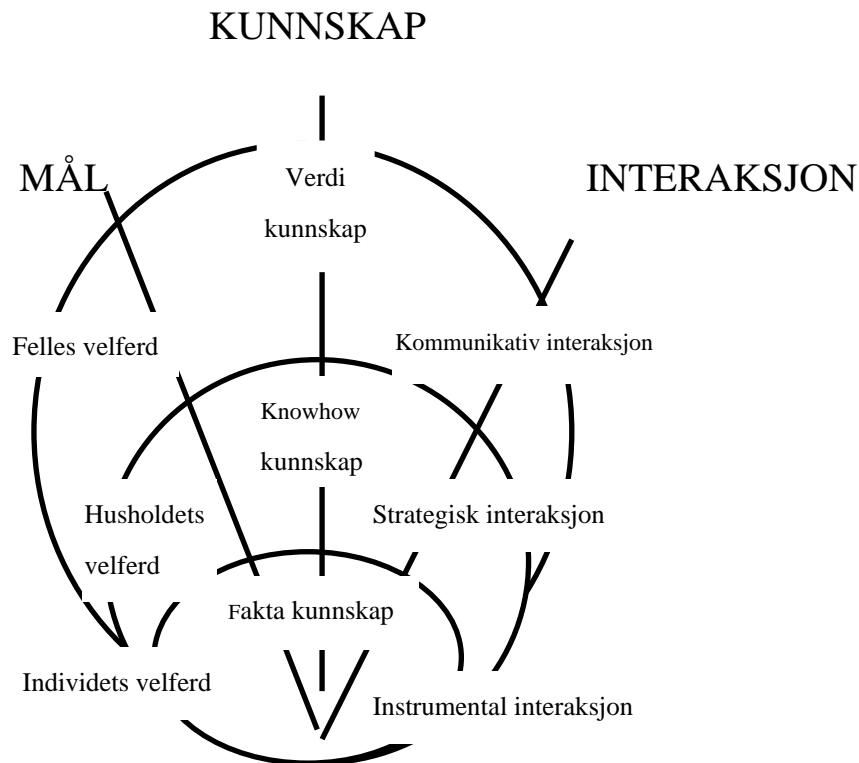 KUNNSKAP
MÅL
INTERAKSJON
Verdi
kunnskap
Felles velferd
Kommunikativ interaksjon
Knowhow
kunnskap
Husholdets
velferd
Strategisk interaksjon
Fakta kunnskap
Individets velferd
Instrumental interaksjon